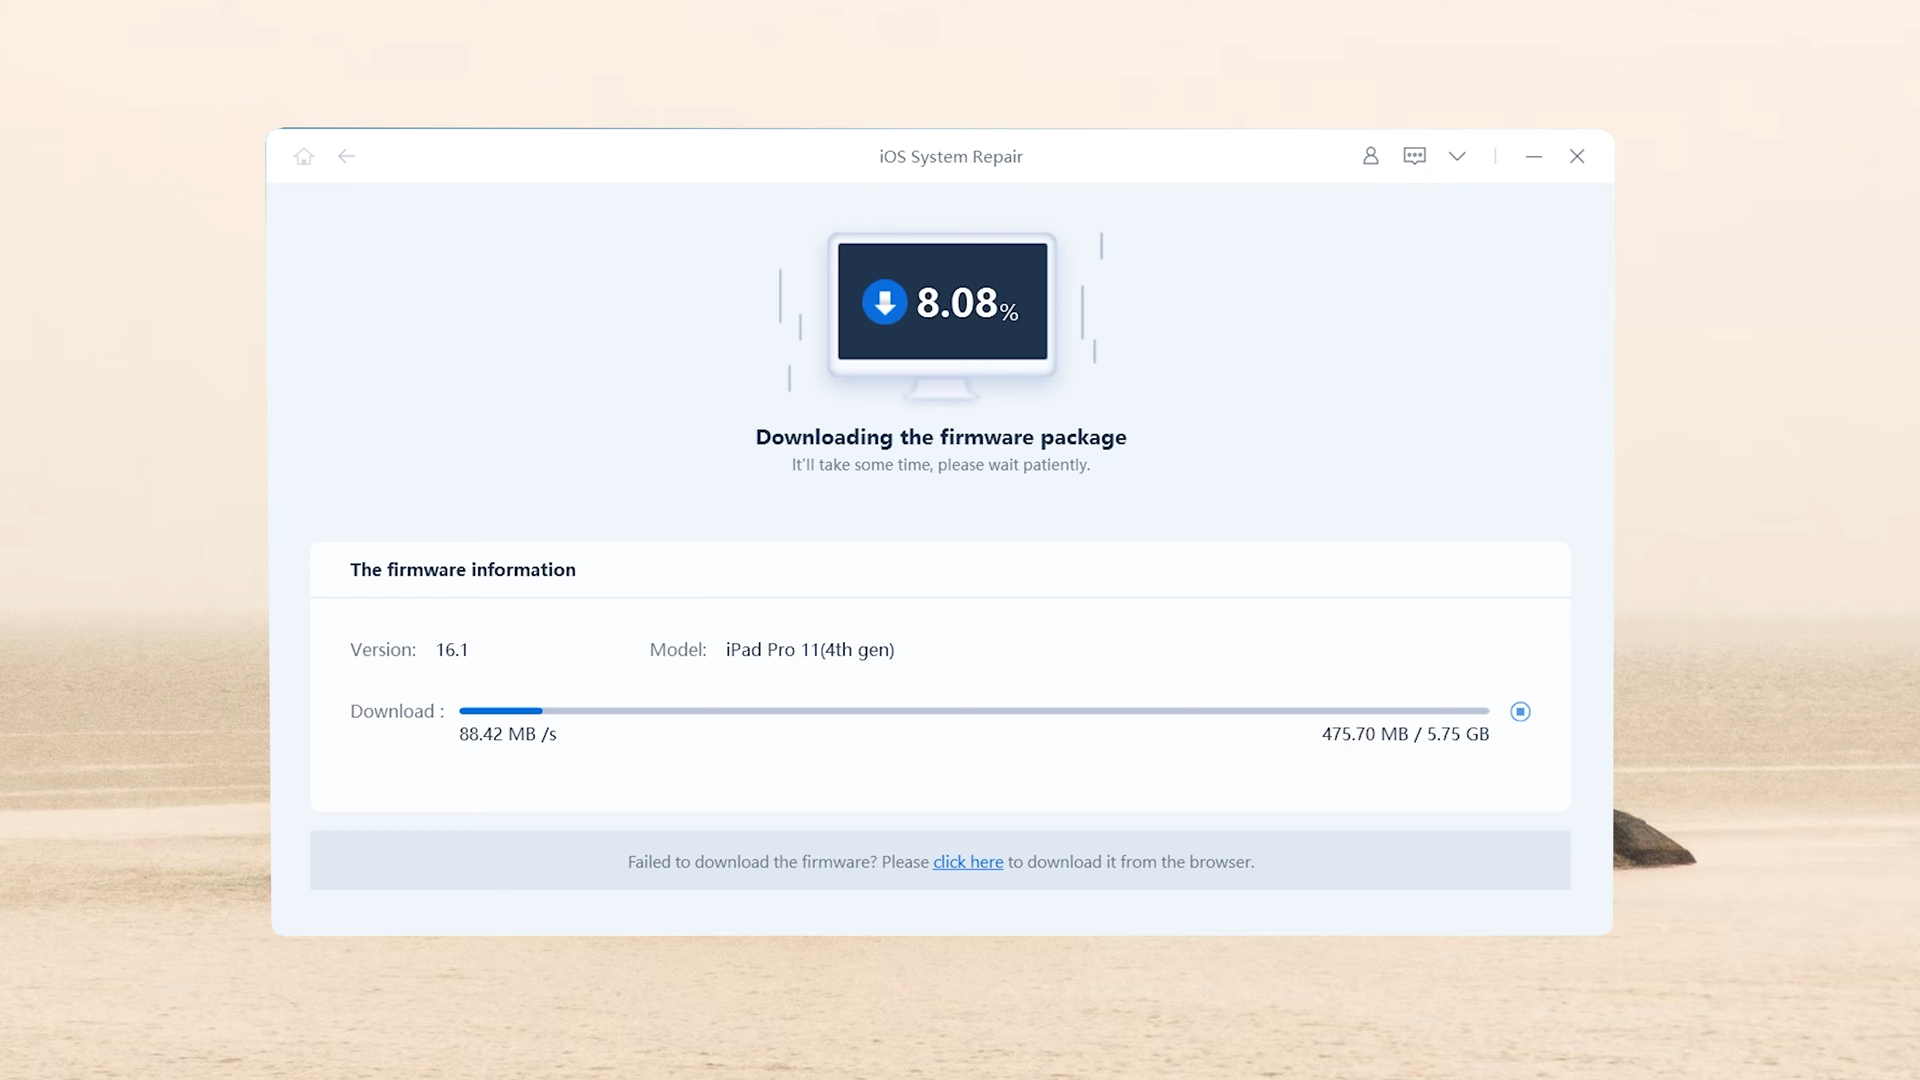 iOS System Repair
8.08%
Downloading the firmware package
It'll take some time, please wait patiently.
The firmware information
Version: 16.1 Model: iPad Pro 11(4th gen)
Download :
88.42 MB /s 475.70 MB / 5.75 GB
Failed to download the firmware? Please click here to download it from the browser.